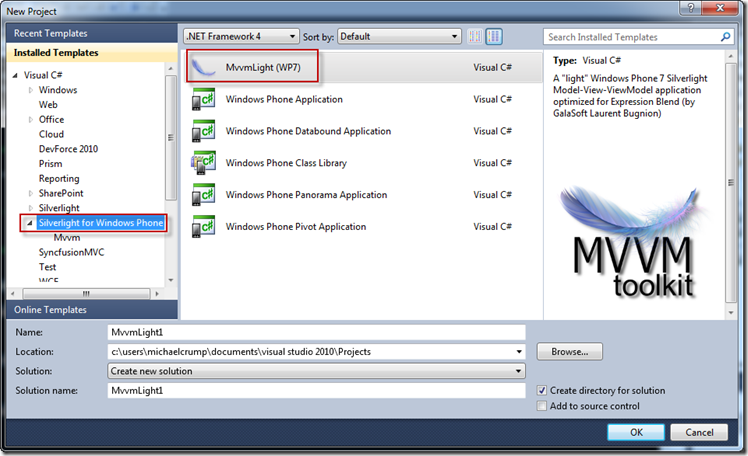 New Project
Recent Templates
Installed Templates
Visual C#
Windows
Web
Office
Cloud
DevForce 2010
Prism
Reporting
SharePoint
Silverlight
Silverlight for Windows Phone
Mvvm
SyncfusionMVC
Test
WCF
Online Templates
.NET Framework 4
Sort by:
Default
MvvmLight (WP7) Visual C#
Windows Phone Application Visual C#
Windows Phone Databound Application Visual C#
Windows Phone Class Library Visual C#
Windows Phone Panorama Application Visual C#
Windows Phone Pivot Application Visual C#
Search Installed Templates
Type: Visual C#
A "light" Windows Phone 7 Silverlight
Model-View-ViewModel application
optimized for Expression Blend (by
GalaSoft Laurent Bugnion)
MVVM
toolkit
Name: MvvmLight1
Location: c:\users\michaelcrump\documents\visual studio 2010\Projects
Browse...
Solution: Create new solution
Solution name: MvvmLight1
Create directory for solution
Add to source control
OK
Cancel